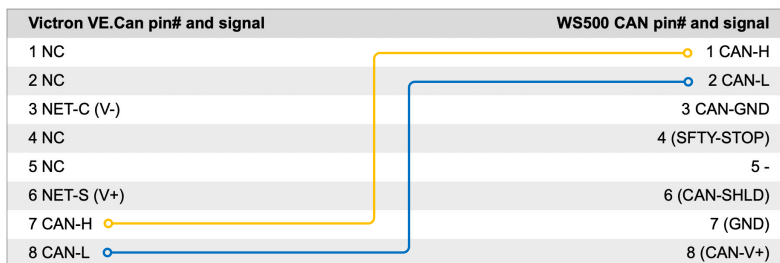 Victron VE.Can pin# and signal WS500 CAN pin# and signal
1 NC 1 CAN-H
2 NC 2 CAN-L
3 NET-C (V-) 3 CAN-GND
4 NC 4 (SFTY-STOP)
5 NC 5 -
6 NET-S (V+) 6 (CAN-SHLD)
7 CAN-H 7 (GND)
8 CAN-L 8 (CAN-V+)